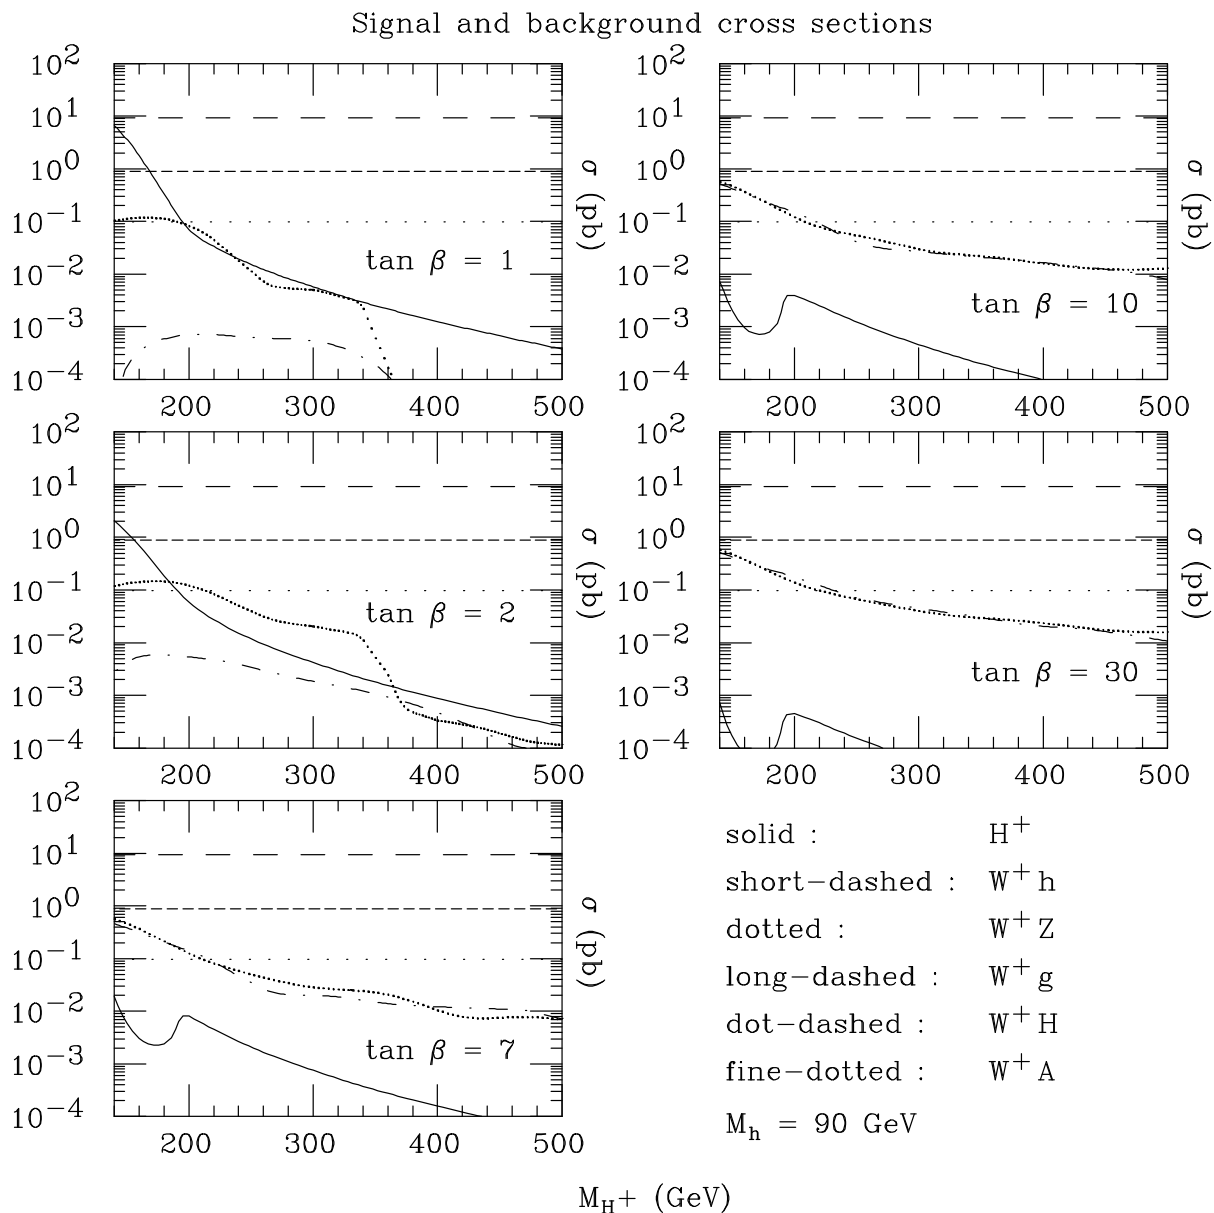 Signal and background cross sections
10^2
10^1
10^0
10^-1
10^-2
10^-3
10^-4
tan β = 1
σ (pb)
200 300 400 500
10^2
10^1
10^0
10^-1
10^-2
10^-3
10^-4
tan β = 10
σ (pb)
200 300 400 500
10^2
10^1
10^0
10^-1
10^-2
10^-3
10^-4
tan β = 2
σ (pb)
200 300 400 500
10^2
10^1
10^0
10^-1
10^-2
10^-3
10^-4
tan β = 30
σ (pb)
200 300 400 500
10^2
10^1
10^0
10^-1
10^-2
10^-3
10^-4
tan β = 7
σ (pb)
200 300 400 500
solid : H^+
short-dashed : W^+ h
dotted : W^+ Z
long-dashed : W^+ g
dot-dashed : W^+ H
fine-dotted : W^+ A
M_h = 90 GeV
M_H+ (GeV)